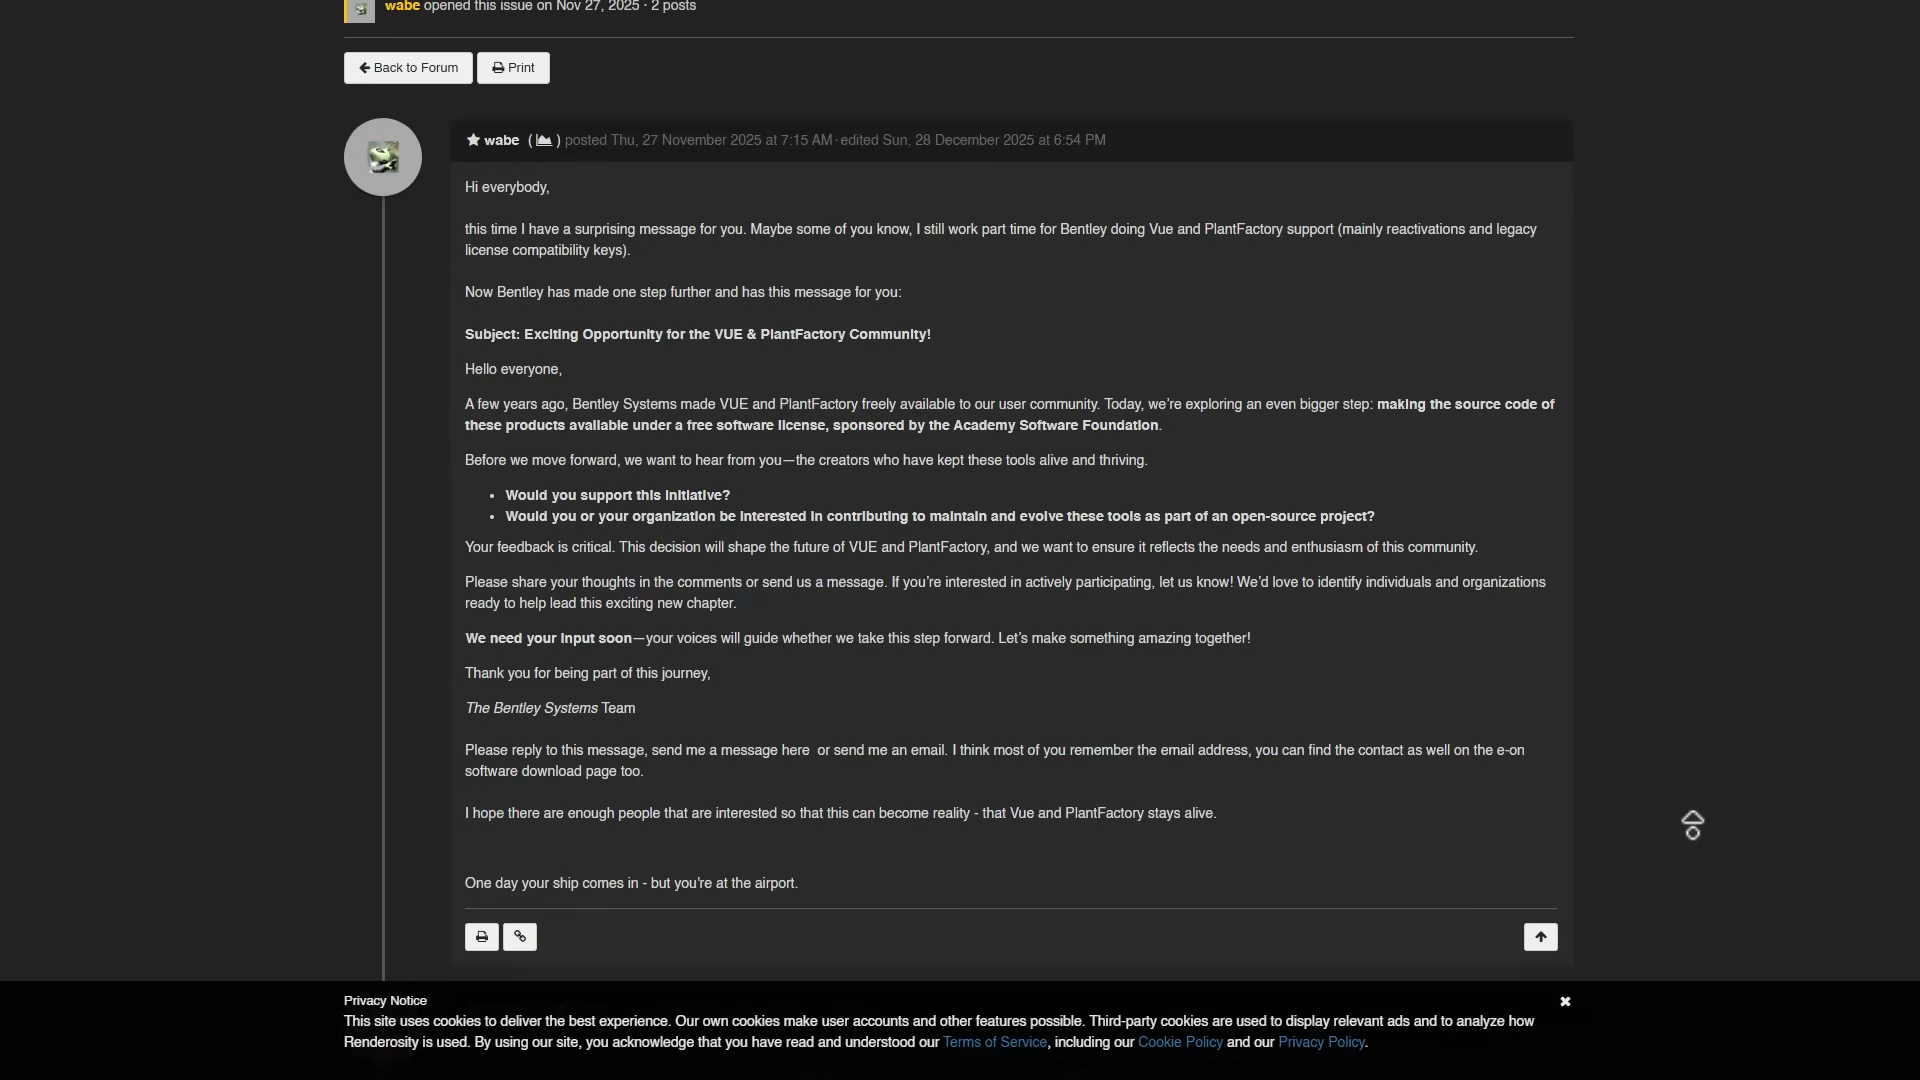 wabe opened this issue on Nov 27, 2025 · 2 posts
Back to Forum
Print
wabe ( ) posted Thu, 27 November 2025 at 7:15 AM · edited Sun, 28 December 2025 at 6:54 PM
Hi everybody,
this time I have a surprising message for you. Maybe some of you know, I still work part time for Bentley doing Vue and PlantFactory support (mainly reactivations and legacy
license compatibility keys).
Now Bentley has made one step further and has this message for you:
Subject: Exciting Opportunity for the VUE & PlantFactory Community!
Hello everyone,
A few years ago, Bentley Systems made VUE and PlantFactory freely available to our user community. Today, we’re exploring an even bigger step: making the source code of
these products available under a free software license, sponsored by the Academy Software Foundation.
Before we move forward, we want to hear from you—the creators who have kept these tools alive and thriving.
• Would you support this initiative?
• Would you or your organization be interested in contributing to maintain and evolve these tools as part of an open-source project?
Your feedback is critical. This decision will shape the future of VUE and PlantFactory, and we want to ensure it reflects the needs and enthusiasm of this community.
Please share your thoughts in the comments or send us a message. If you’re interested in actively participating, let us know! We’d love to identify individuals and organizations
ready to help lead this exciting new chapter.
We need your input soon—your voices will guide whether we take this step forward. Let’s make something amazing together!
Thank you for being part of this journey,
The Bentley Systems Team
Please reply to this message, send me a message here  or send me an email. I think most of you remember the email address, you can find the contact as well on the e-on
software download page too.
I hope there are enough people that are interested so that this can become reality - that Vue and PlantFactory stays alive.
One day your ship comes in - but you're at the airport.
Privacy Notice
This site uses cookies to deliver the best experience. Our own cookies make user accounts and other features possible. Third-party cookies are used to display relevant ads and to analyze how
Renderosity is used. By using our site, you acknowledge that you have read and understood our Terms of Service, including our Cookie Policy and our Privacy Policy.